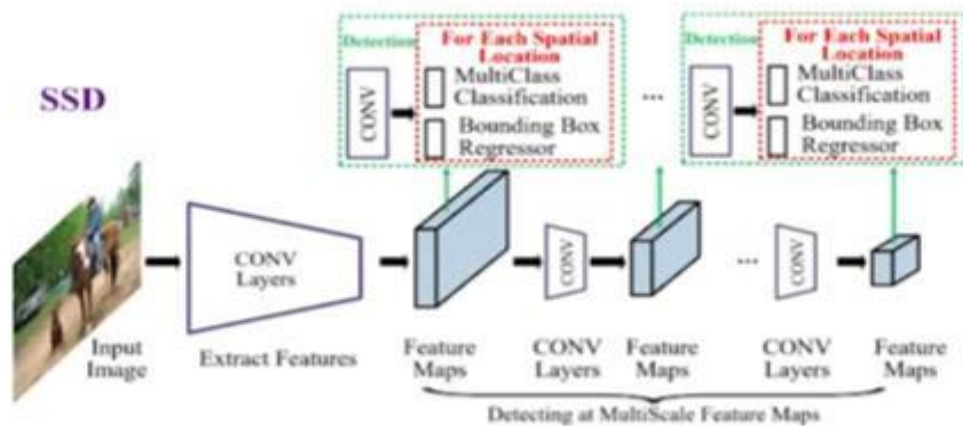 Detection
For Each Spatial
Location
CONV
MultiClass
Classification
Bounding Box
Regressor
...
Detection
For Each Spatial
Location
CONV
MultiClass
Classification
Bounding Box
Regressor
SSD
CONV
Layers
CONV
...
CONV
Input
Image
Extract Features
Feature
Maps
CONV
Layers
Feature
Maps
CONV
Layers
Feature
Maps
Detecting at MultiScale Feature Maps